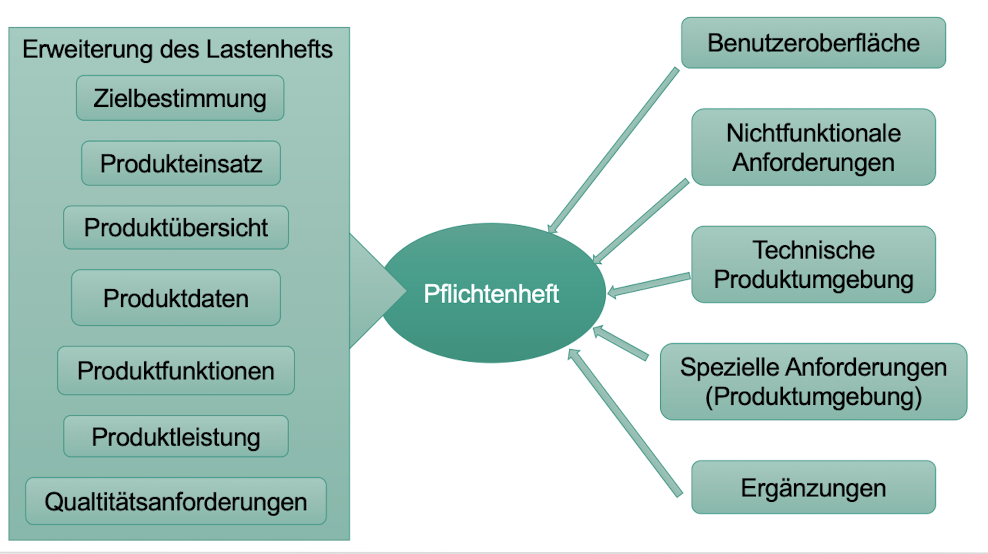 Erweiterung des Lastenhefts
Zielbestimmung
Produkteinsatz
Produktübersicht
Produktdaten
Produktfunktionen
Produktleistung
Qualtitätsanforderungen
Pflichtenheft
Benutzeroberfläche
Nichtfunktionale
Anforderungen
Technische
Produktumgebung
Spezielle Anforderungen
(Produktumgebung)
Ergänzungen